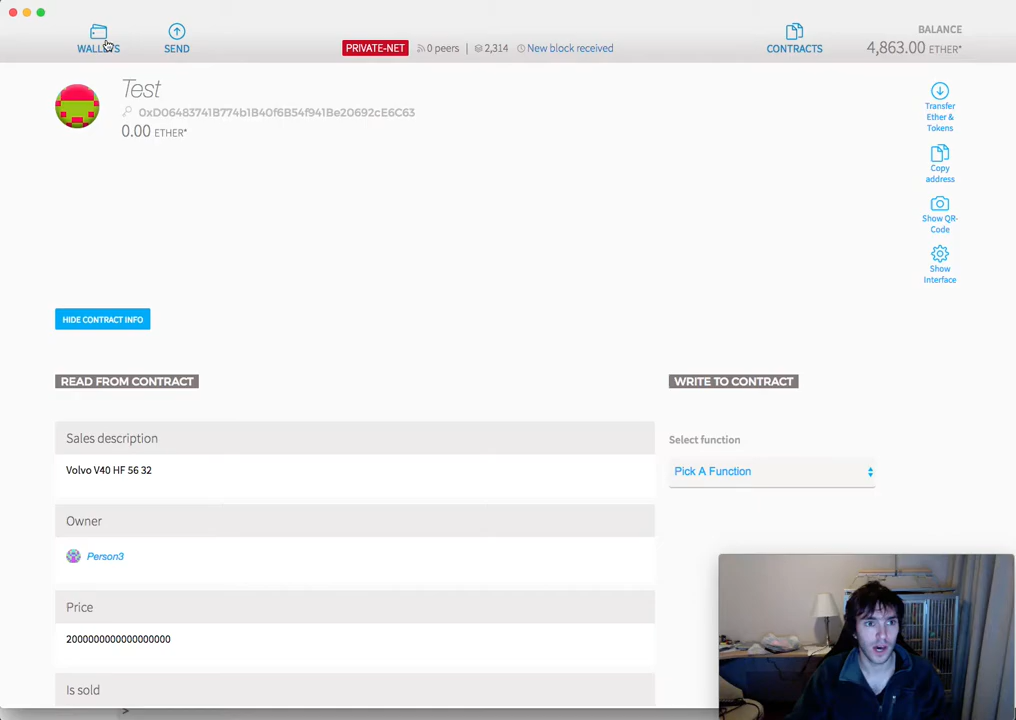 WALLETS
SEND
PRIVATE-NET 0 peers | 2,314 New block received
CONTRACTS
BALANCE
4,863.00 ETHER*
Test
0xD06483741B774b1B40f6B54f941Be20692cE6C63
0.00 ETHER*
Transfer
Ether &
Tokens
Copy
address
Show QR-
Code
Show
Interface
HIDE CONTRACT INFO
READ FROM CONTRACT
Sales description
Volvo V40 HF 56 32
Owner
Person3
Price
2000000000000000000
Is sold
WRITE TO CONTRACT
Select function
Pick A Function
>